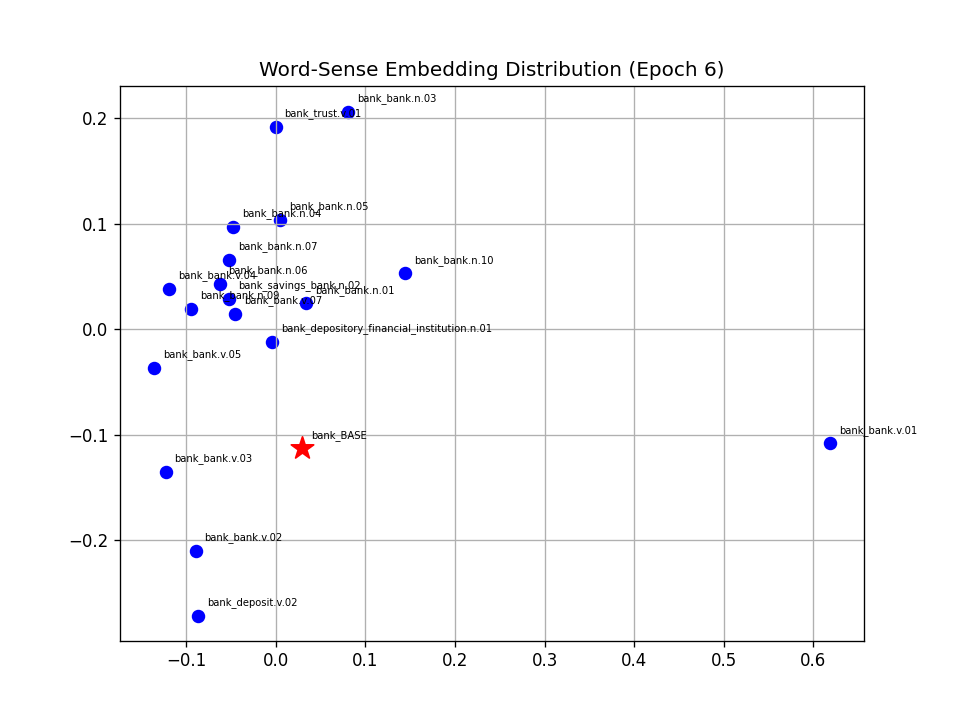 Word-Sense Embedding Distribution (Epoch 6)
bank_bank.n.03
bank_trust.v.01
bank_bank.n.05
bank_bank.n.04
bank_bank.n.07
bank_bank.n.10
bank_bank.n.06
bank_bank.v.04
bank_savings_bank.n.02
bank_bank.n.01
bank_bank.n.09
bank_bank.v.07
bank_depository_financial_institution.n.01
bank_bank.v.05
bank_BASE
bank_bank.v.01
bank_bank.v.03
bank_bank.v.02
bank_deposit.v.02
0.2
0.1
0.0
−0.1
−0.2
−0.1 0.0 0.1 0.2 0.3 0.4 0.5 0.6